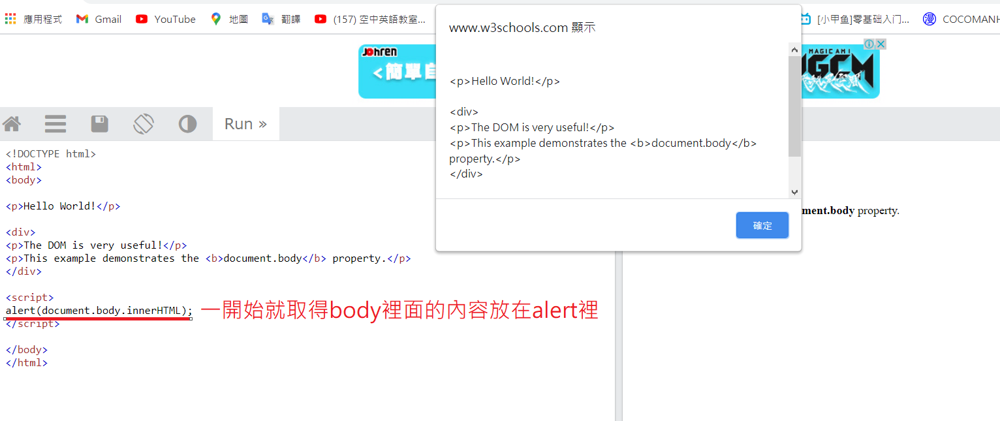 應用程式
Gmail
YouTube
地圖
翻譯
(157) 空中英語教室...
[小甲鱼]零基础入门...
漫
COCOMANH
Johren
<簡單自
MAGICAMI
www.w3schools.com 顯示
<p>Hello World!</p>
<div>
<p>The DOM is very useful!</p>
<p>This example demonstrates the <b>document.body</b>
property.</p>
</div>
確定
Run »
<!DOCTYPE html>
<html>
<body>
<p>Hello World!</p>
<div>
<p>The DOM is very useful!</p>
<p>This example demonstrates the <b>document.body</b> property.</p>
</div>
<script>
alert(document.body.innerHTML);
一開始就取得body裡面的內容放在alert裡
</script>
</body>
</html>
ment.body property.